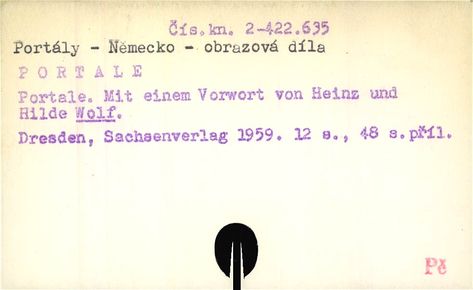 Čís.kn. 2-422.635
Portály - Německo - obrazová díla
PORTALE
Portale. Mit einem Vorwort von Heinz und
Hilde Wolf.
Dresden, Sachsenverlag 1959. 12 s., 48 s.příl.
Př